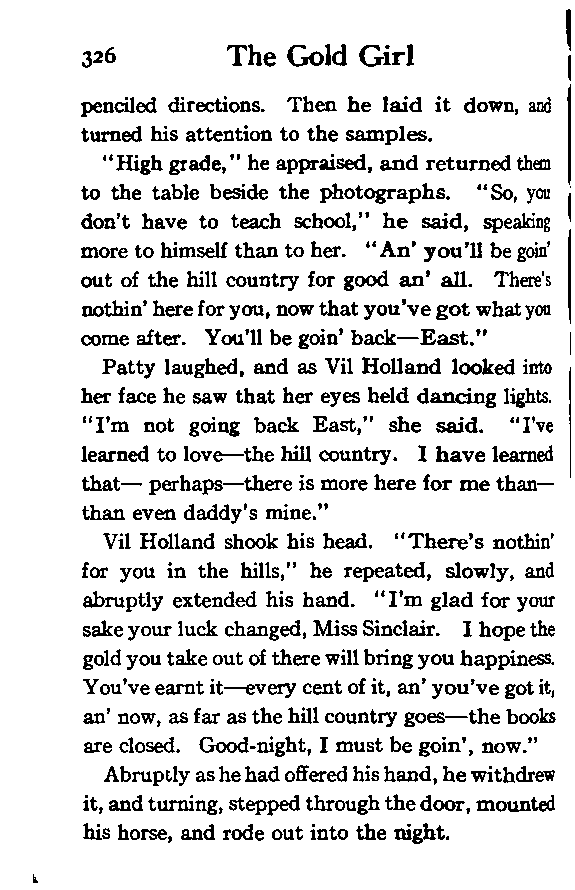 326 The Gold Girl
penciled directions. Then he laid it down, and
turned his attention to the samples.
"High grade," he appraised, and returned them
to the table beside the photographs. "So, you
don't have to teach school," he said, speaking
more to himself than to her. "An' you'll be goin'
out of the hill country for good an' all. There's
nothin' here for you, now that you've got what you
come after. You'll be goin' back—East."
Patty laughed, and as Vil Holland looked into
her face he saw that her eyes held dancing lights.
"I'm not going back East," she said. "I've
learned to love—the hill country. I have learned
that— perhaps—there is more here for me than—
than even daddy's mine."
Vil Holland shook his head. "There's nothin'
for you in the hills," he repeated, slowly, and
abruptly extended his hand. "I'm glad for your
sake your luck changed, Miss Sinclair. I hope the
gold you take out of there will bring you happiness.
You've earnt it—every cent of it, an' you've got it,
an' now, as far as the hill country goes—the books
are closed. Good-night, I must be goin', now."
Abruptly as he had offered his hand, he withdrew
it, and turning, stepped through the door, mounted
his horse, and rode out into the night.